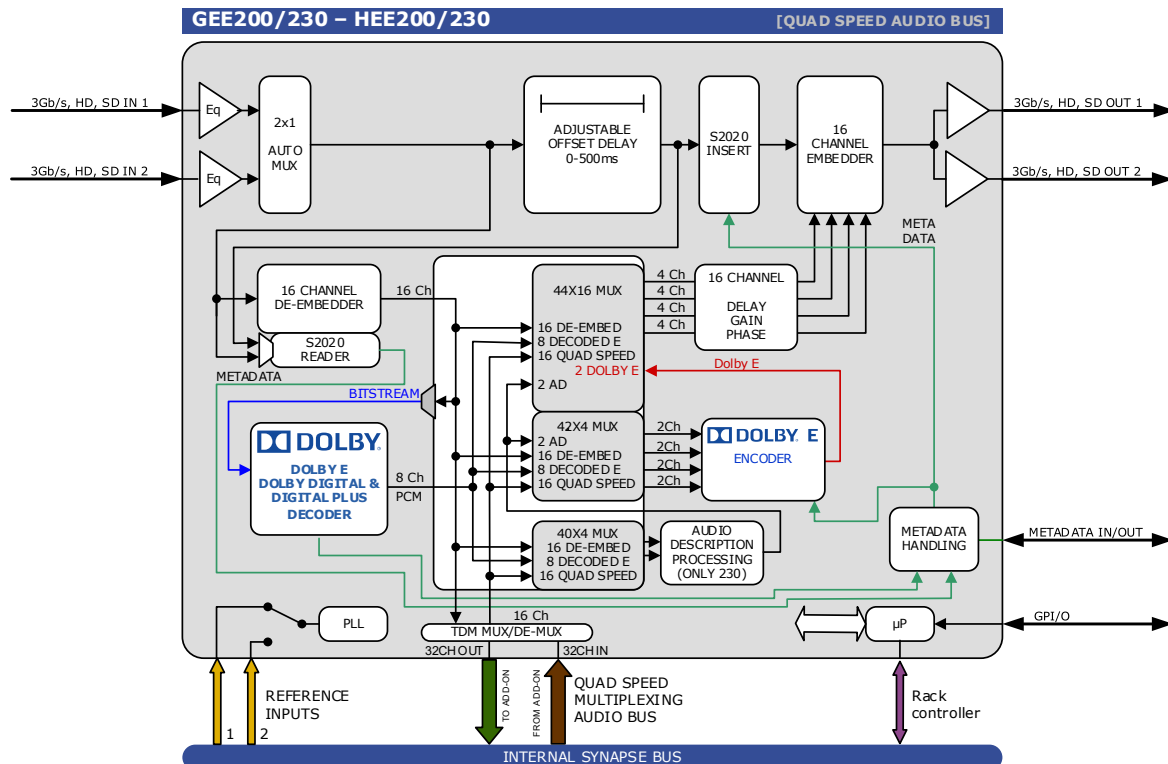 GEE200/230 – HEE200/230
[QUAD SPEED AUDIO BUS]
3Gb/s, HD, SD IN 1
3Gb/s, HD, SD IN 2
Eq
Eq
2x1
AUTO
MUX
ADJUSTABLE
OFFSET DELAY
0-500ms
S2020
INSERT
16
CHANNEL
EMBEDDER
3Gb/s, HD, SD OUT 1
3Gb/s, HD, SD OUT 2
META
DATA
16 CHANNEL
DE-EMBEDDER
16 Ch
S2020
READER
METADATA
BITSTREAM
44X16 MUX
16 DE-EMBED
8 DECODED E
16 QUAD SPEED
2 DOLBY E
2 AD
4 Ch
4 Ch
4 Ch
4 Ch
16 CHANNEL
DELAY
GAIN
PHASE
Dolby E
DOLBY
DOLBY E
DOLBY DIGITAL &
DIGITAL PLUS
DECODER
8 Ch
PCM
42X4 MUX
2 AD
16 DE-EMBED
8 DECODED E
16 QUAD SPEED
2Ch
2Ch
2Ch
2Ch
DOLBY E
ENCODER
40X4 MUX
16 DE-EMBED
8 DECODED E
16 QUAD SPEED
AUDIO
DESCRIPTION
PROCESSING
(ONLY 230)
METADATA
HANDLING
METADATA IN/OUT
PLL
16 Ch
TDM MUX/DE-MUX
32CH OUT
32CH IN
µP
GPI/O
REFERENCE
INPUTS
1
2
TO ADD-ON
FROM ADD-ON
QUAD SPEED
MULTIPLEXING
AUDIO BUS
Rack
controller
INTERNAL SYNAPSE BUS